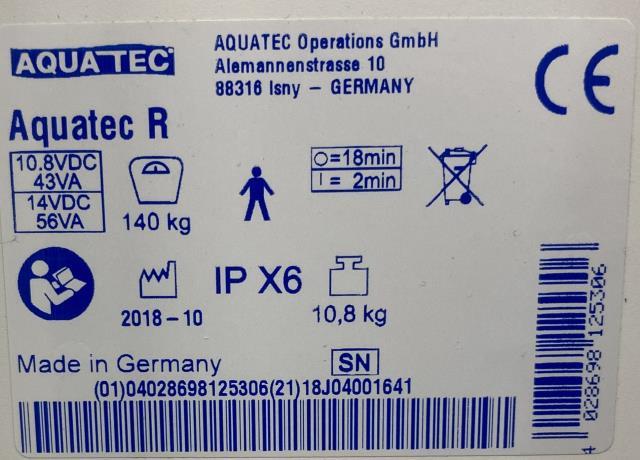 AQUATEC
AQUATEC Operations GmbH
Alemannenstrasse 10
88316 Isny – GERMANY
CE
Aquatec R
10.8VDC
43VA
14VDC
56VA
140 kg
O=18min
I = 2min
2018-10
IP X6
10,8 kg
Made in Germany
SN
(01)04028698125306(21)18J04001641
4 028698 125306